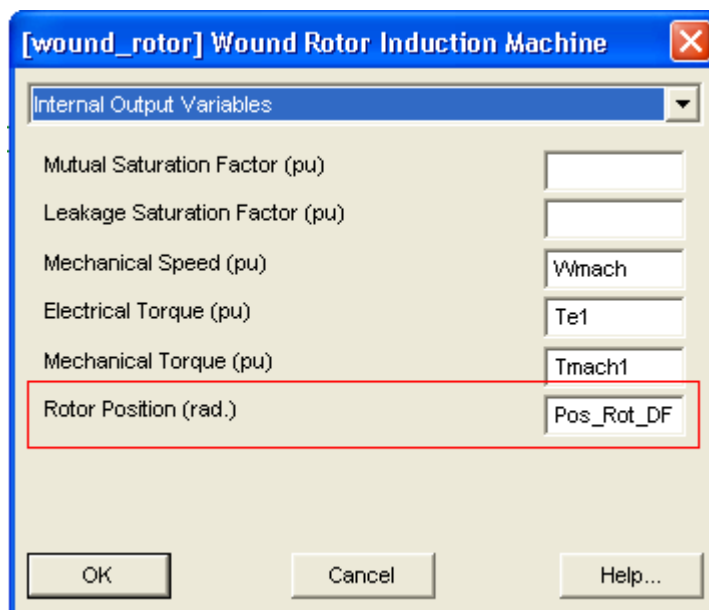 [wound_rotor] Wound Rotor Induction Machine
Internal Output Variables
Mutual Saturation Factor (pu)
Leakage Saturation Factor (pu)
Mechanical Speed (pu) Wmach
Electrical Torque (pu) Te1
Mechanical Torque (pu) Tmach1
Rotor Position (rad.) Pos_Rot_DF
OK Cancel Help...